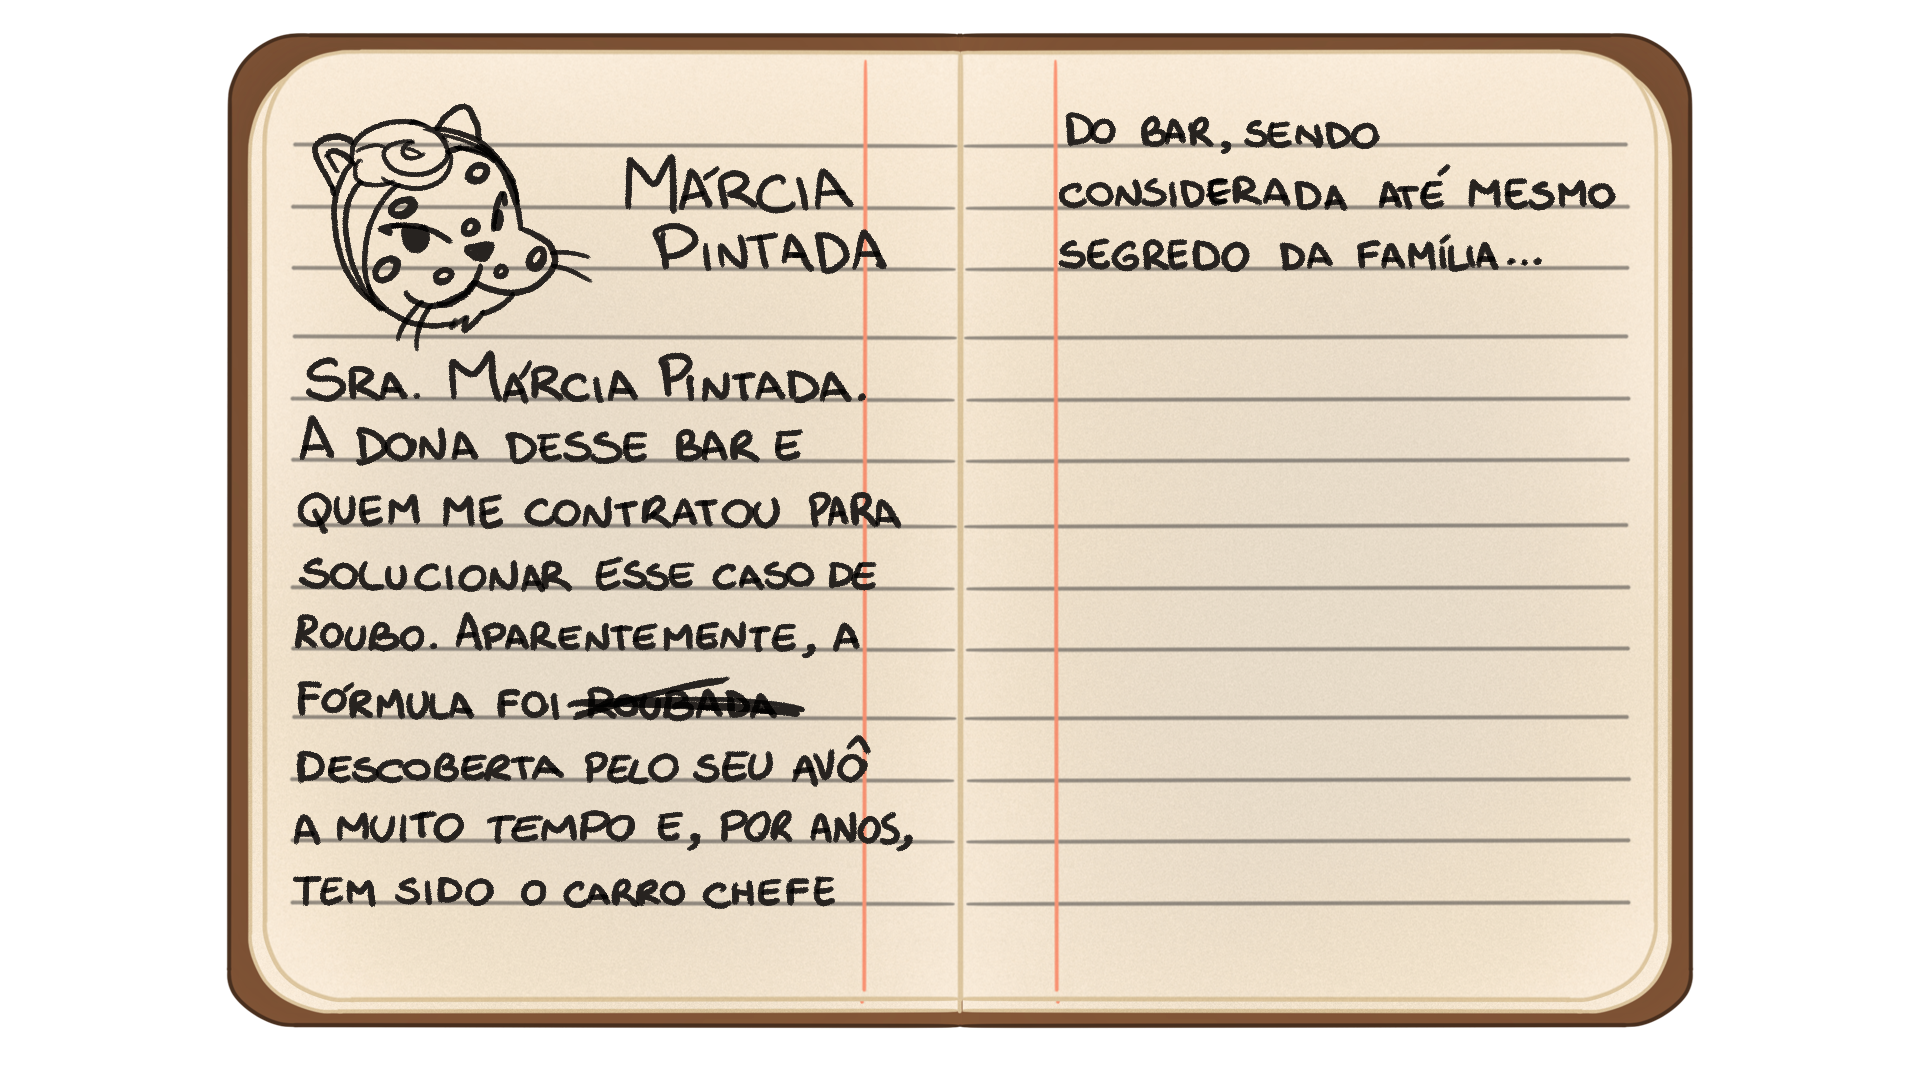 MÁRCIA
PINTADA
SRA. MÁRCIA PINTADA.
A DONA DESSE BAR E
QUEM ME CONTRATOU PARA
SOLUCIONAR ESSE CASO DE
ROUBO. APARENTEMENTE, A
FÓRMULA FOI ROUBADA
DESCOBERTA PELO SEU AVÔ
A MUITO TEMPO E, POR ANOS,
TEM SIDO O CARRO CHEFE
DO BAR, SENDO
CONSIDERADA ATÉ MESMO
SEGREDO DA FAMÍLIA...